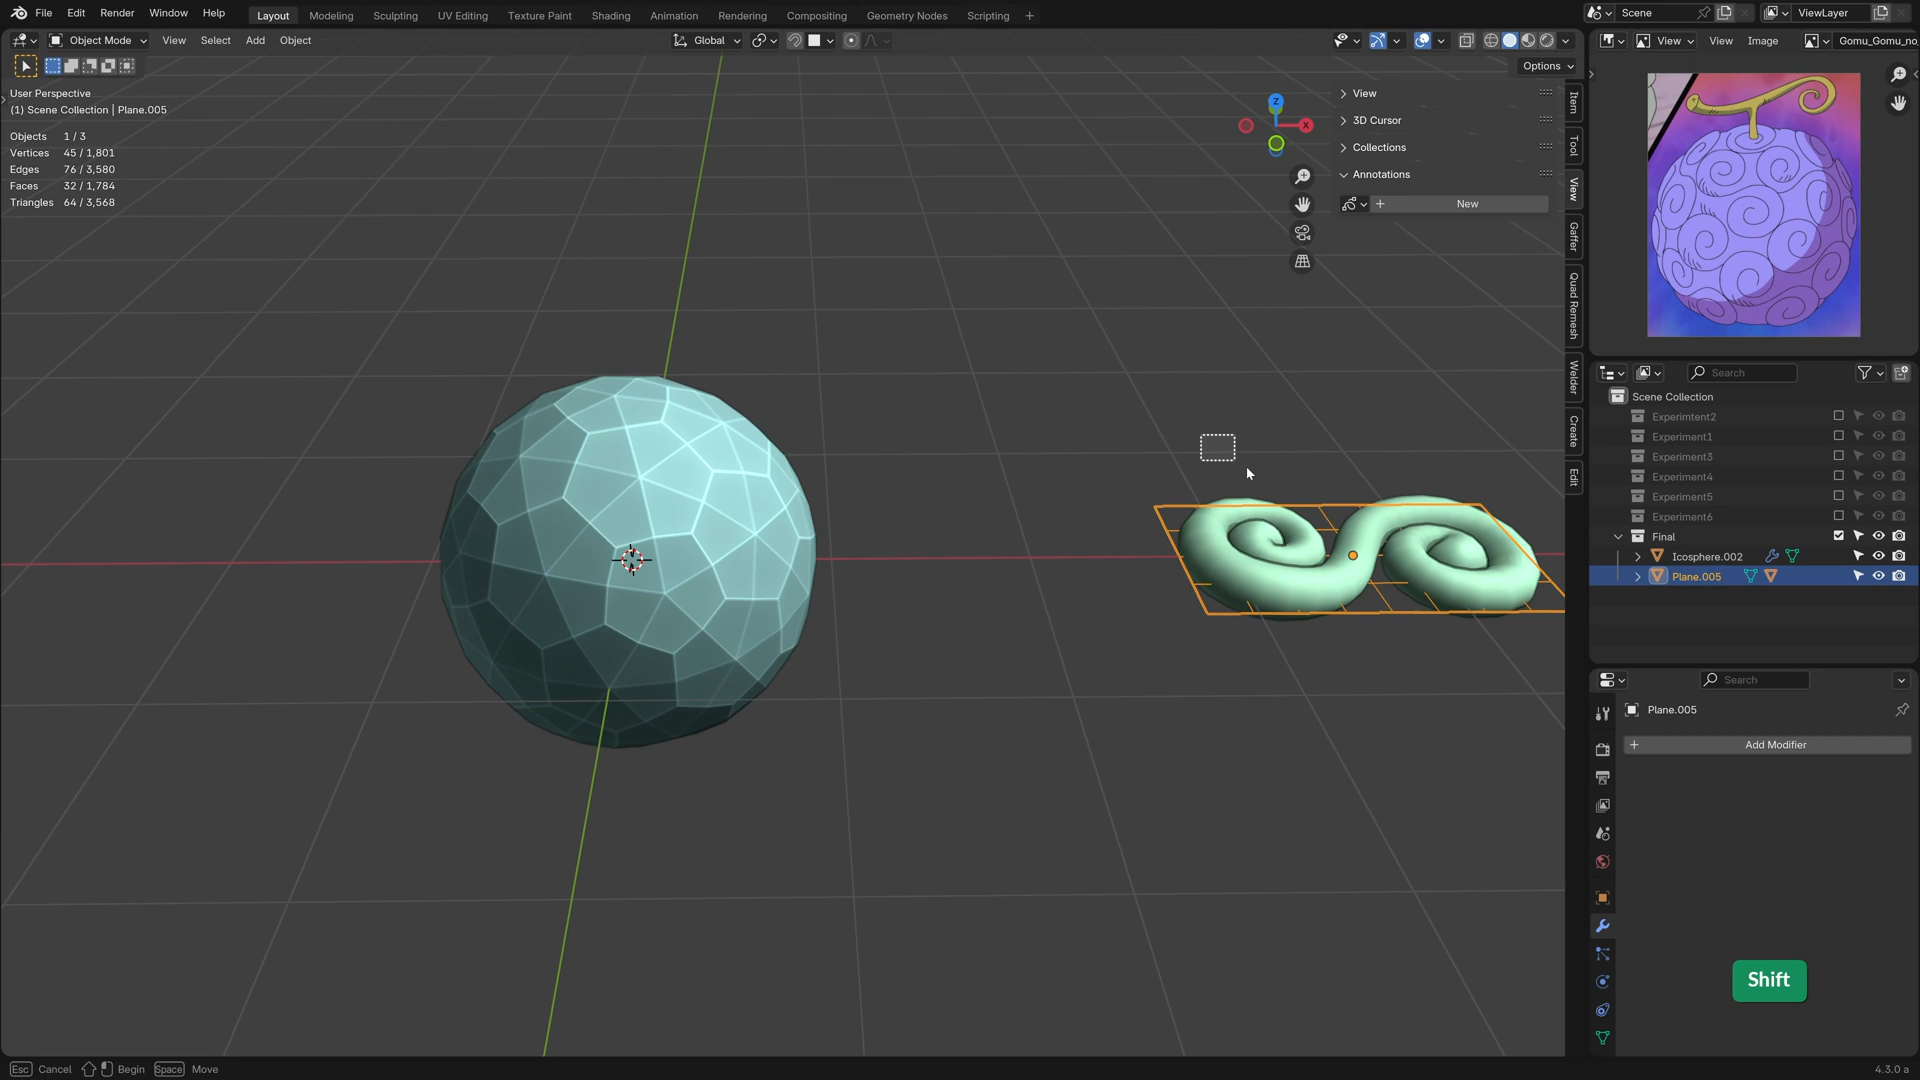 File Edit Render Window Help
Layout Modeling Sculpting UV Editing Texture Paint Shading Animation Rendering Compositing Geometry Nodes Scripting +
Scene
ViewLayer
Object Mode View Select Add Object
Global
View View Image Gomu_Gomu_no
Options
User Perspective
(1) Scene Collection | Plane.005
Objects 1 / 3
Vertices 45 / 1,801
Edges 76 / 3,580
Faces 32 / 1,784
Triangles 64 / 3,568
Z
X
View
3D Cursor
Collections
Annotations
+ New
Item
Tool
View
Gaffer
Quad Remesh
Welder
Create
Edit
Search
Scene Collection
Experimtent2
Experiment1
Experiment3
Experiment4
Experiment5
Experiment6
Final
Icosphere.002
Plane.005
Search
Plane.005
+ Add Modifier
Shift
Esc Cancel Begin Space Move
4.3.0 a